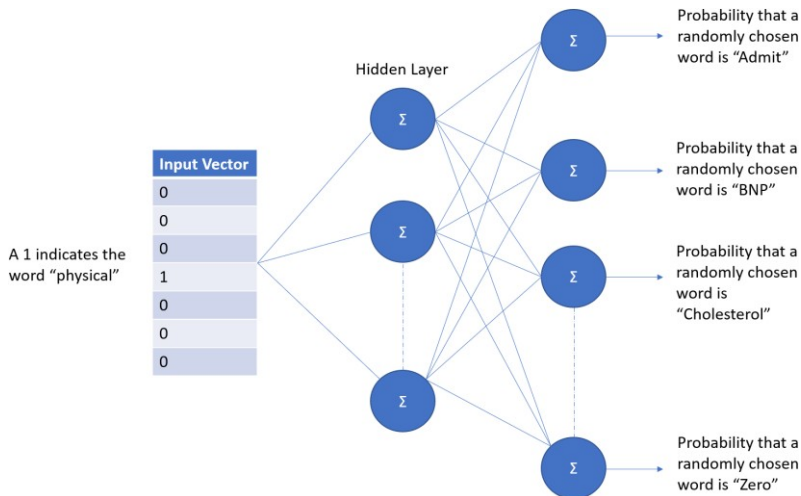 Probability that a
randomly chosen
word is “Admit”
Hidden Layer
Σ
Σ
Input Vector
0
0
0
1
0
0
0
A 1 indicates the
word “physical”
Σ
Σ
Probability that a
randomly chosen
word is “BNP”
Σ
Σ
Probability that a
randomly chosen
word is
“Cholesterol”
Σ
Probability that a
randomly chosen
word is “Zero”